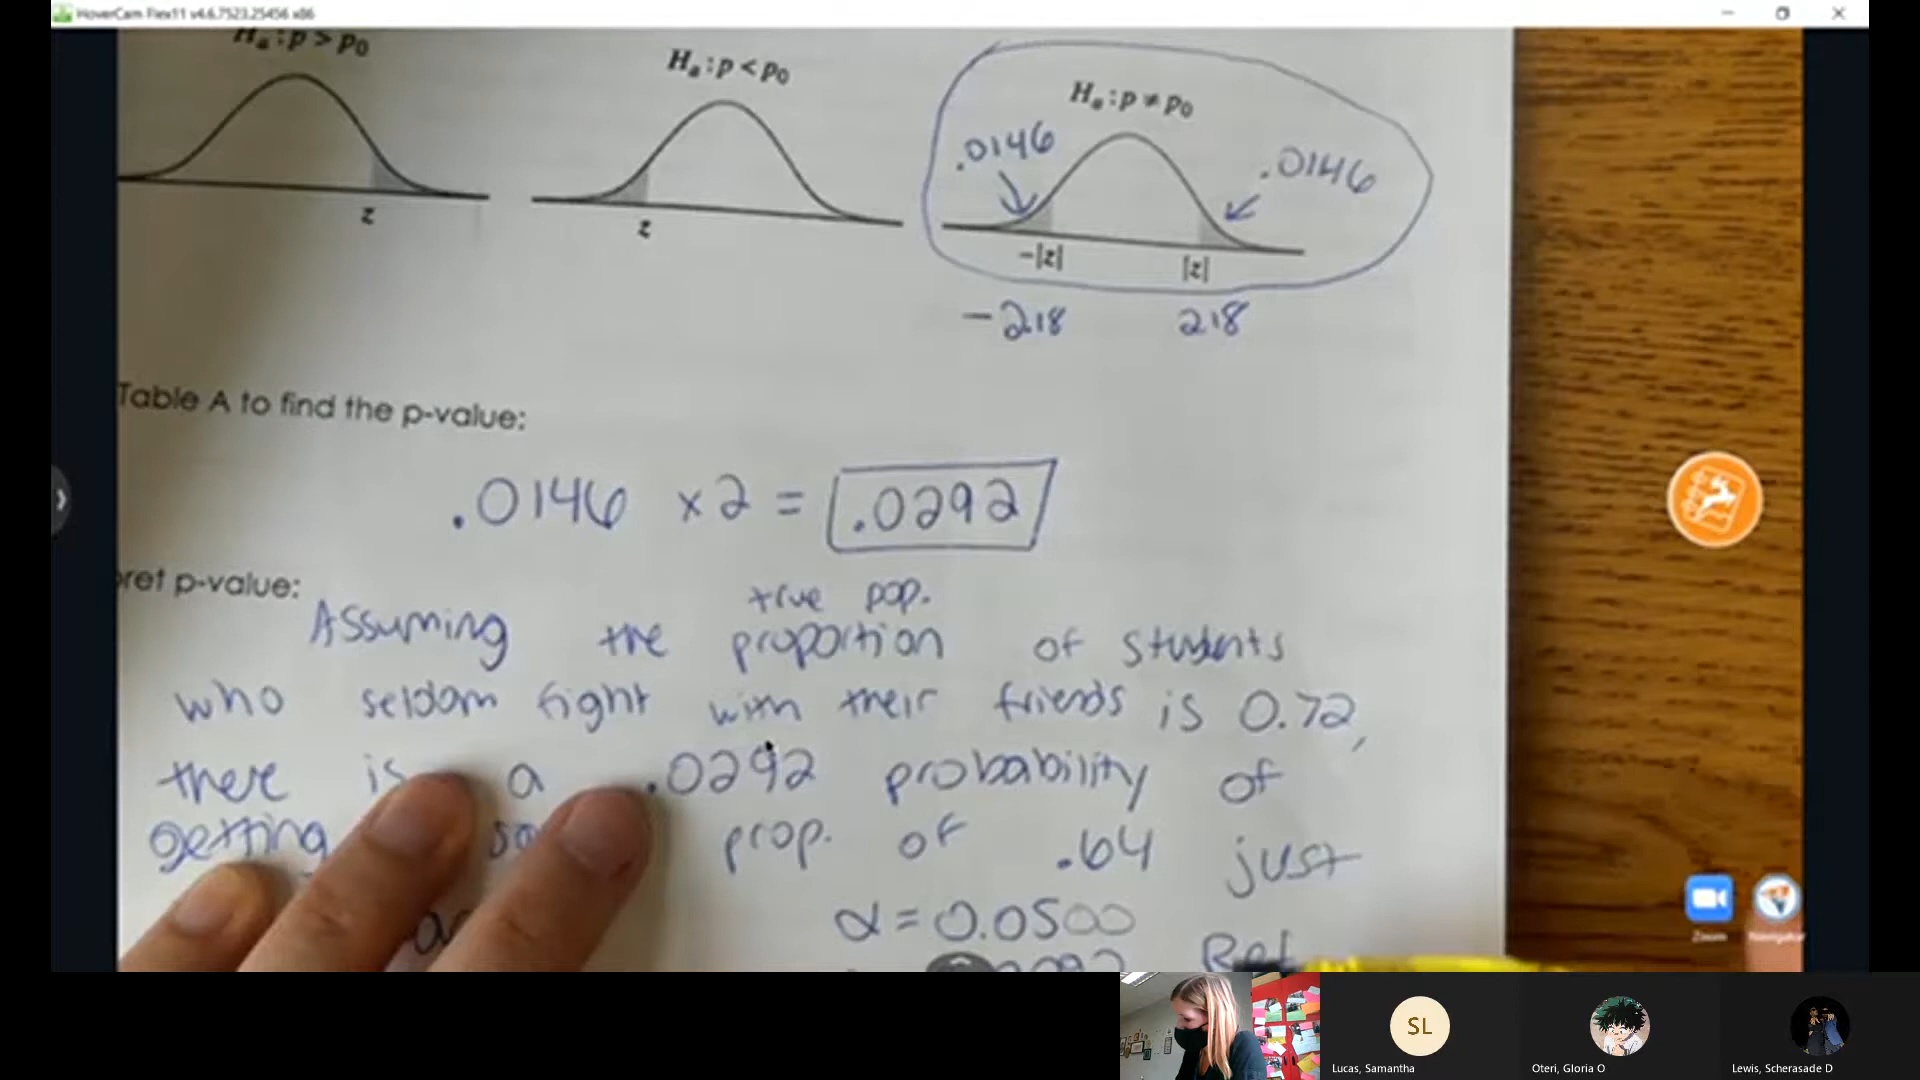 HoverCam Flex11 v4.6.7523.25456 x86
Hₐ : p > p₀
Hₐ : p < p₀
Hₐ : p ≠ p₀
.0146
.0146
z
z
-|z|
|z|
-2.18
2.18
Table A to find the p-value:
.0146 x2 = .0292
pret p-value:
true pop.
Assuming the proportion of students
who seldom fight with their friends is 0.72,
there is a .0292 probability of
getting prop. of .64 just
α = 0.0500
Zoom
SL
Lucas, Samantha
Oteri, Gloria O
Lewis, Scherasade D